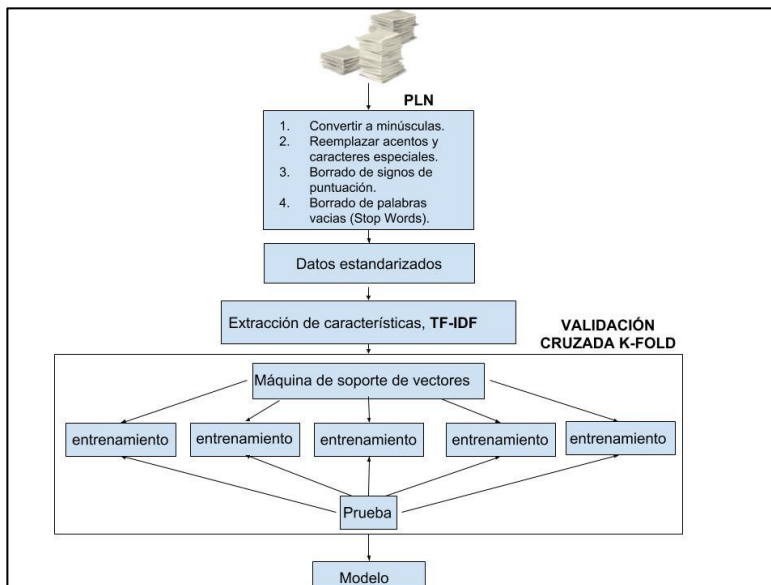 PLN
1. Convertir a minúsculas.
2. Reemplazar acentos y
caracteres especiales.
3. Borrado de signos de
puntuación.
4. Borrado de palabras
vacias (Stop Words).
Datos estandarizados
Extracción de características, TF-IDF
VALIDACIÓN
CRUZADA K-FOLD
Máquina de soporte de vectores
entrenamiento
entrenamiento
entrenamiento
entrenamiento
entrenamiento
Prueba
Modelo